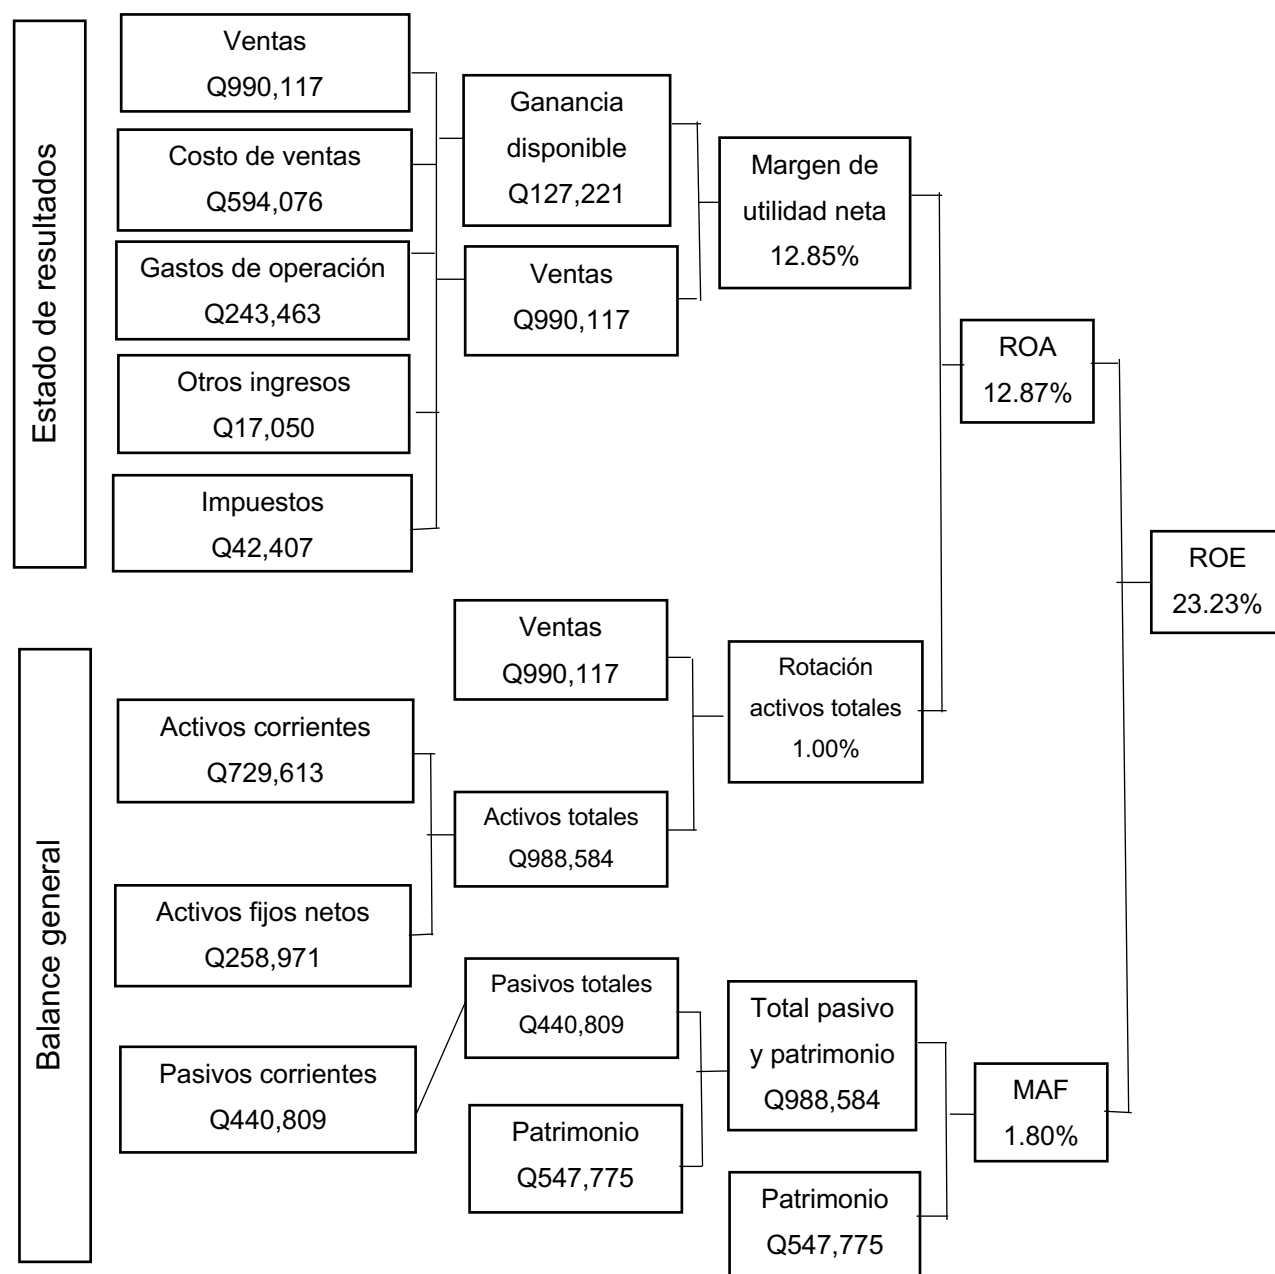 Estado de resultados
Ventas
Q990,117
Costo de ventas
Q594,076
Gastos de operación
Q243,463
Otros ingresos
Q17,050
Impuestos
Q42,407
Ganancia
disponible
Q127,221
Ventas
Q990,117
Margen de
utilidad neta
12.85%
ROA
12.87%
ROE
23.23%
Balance general
Ventas
Q990,117
Rotación
activos totales
1.00%
Activos corrientes
Q729,613
Activos totales
Q988,584
Activos fijos netos
Q258,971
Pasivos totales
Q440,809
Pasivos corrientes
Q440,809
Patrimonio
Q547,775
Total pasivo
y patrimonio
Q988,584
MAF
1.80%
Patrimonio
Q547,775